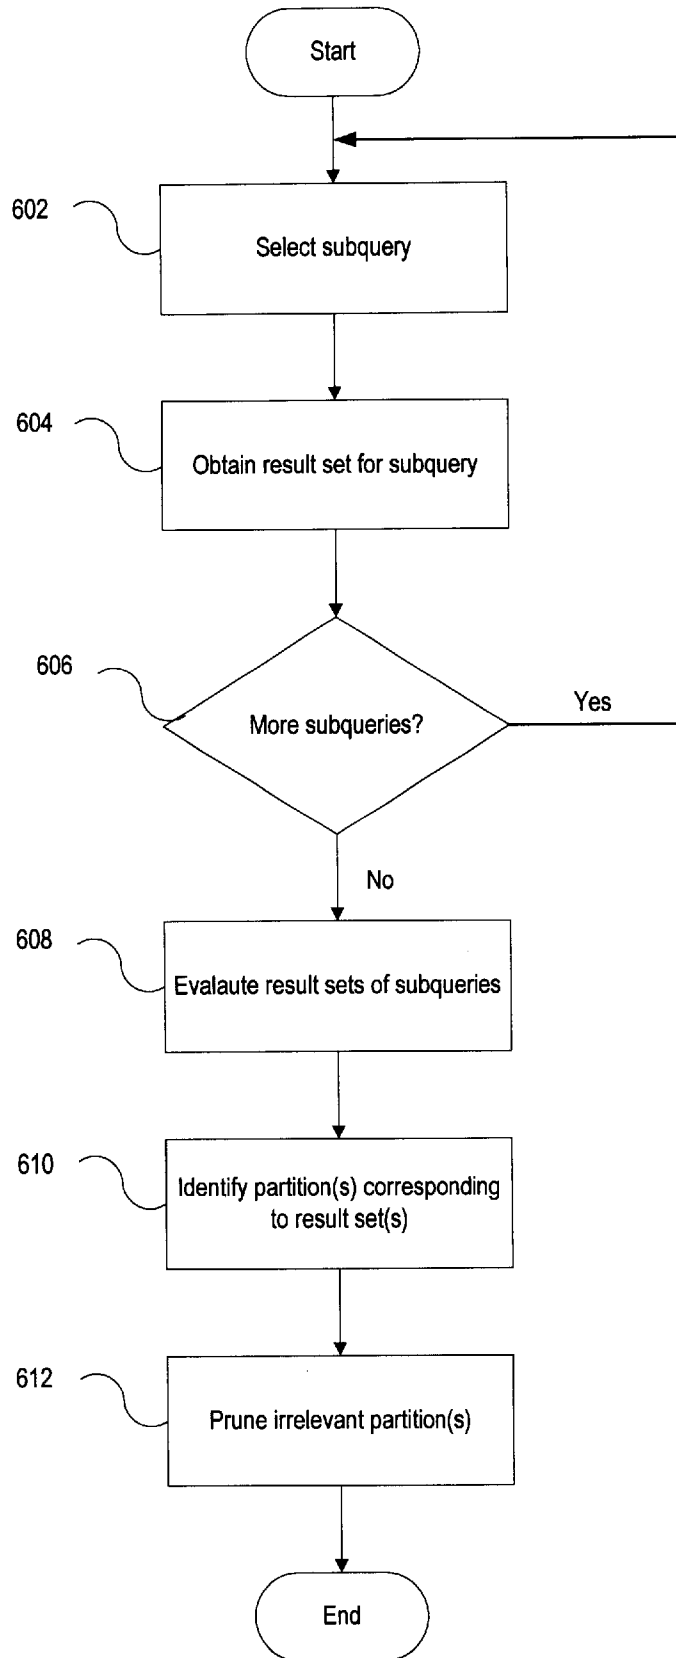 Start
602
Select subquery
604
Obtain result set for subquery
606
More subqueries?
Yes
No
608
Evalaute result sets of subqueries
610
Identify partition(s) corresponding
to result set(s)
612
Prune irrelevant partition(s)
End